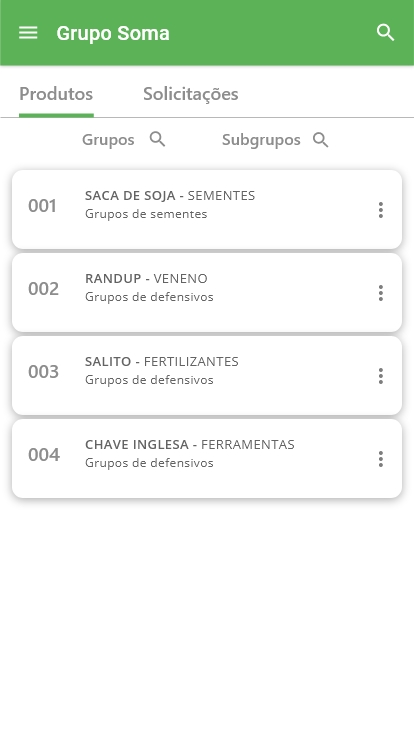 Grupo Soma
Produtos Solicitações
Grupos Subgrupos
001 SACA DE SOJA - SEMENTES
Grupos de sementes
002 RANDUP - VENENO
Grupos de defensivos
003 SALITO - FERTILIZANTES
Grupos de defensivos
004 CHAVE INGLESA - FERRAMENTAS
Grupos de defensivos